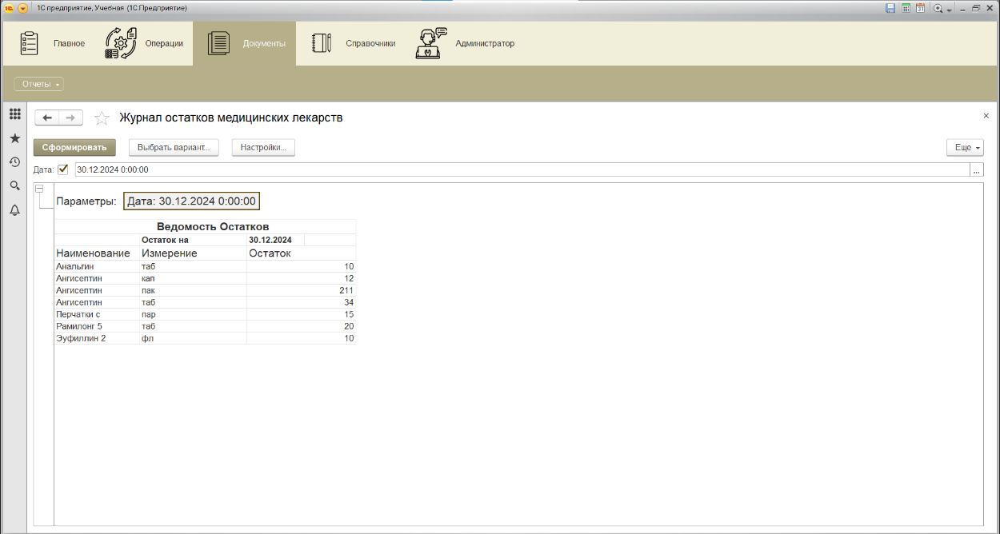 1С предприятие, Учебная (1С:Предприятие)
Главное
Операции
Документы
Справочники
Администратор
Отчеты
Журнал остатков медицинских лекарств
Сформировать Выбрать вариант... Настройки... Еще
Дата: 30.12.2024 0:00:00 ...
Параметры: Дата: 30.12.2024 0:00:00
Ведомость Остатков
Остаток на 30.12.2024
Наименование Измерение Остаток
Анальгин таб 10
Ангисептин кап 12
Ангисептин пак 211
Ангисептин таб 34
Перчатки с пар 15
Рамилонг 5 таб 20
Эуфиллин 2 фл 10